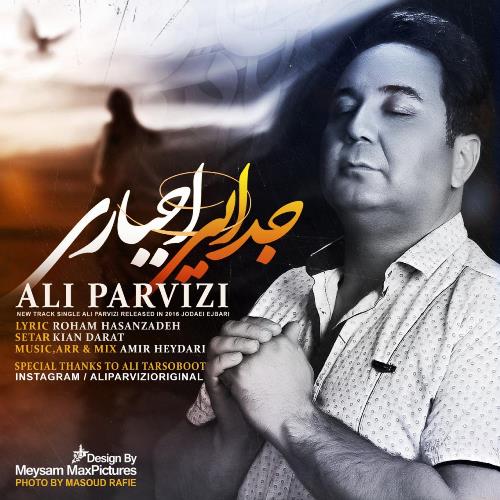 جدایی اجباری
ALI PARVIZI
NEW TRACK SINGLE ALI PARVIZI RELEASED IN 2016 JODAEI EJBARI
LYRIC ROHAM HASANZADEH
SETAR KIAN DARAT
MUSIC,ARR & MIX AMIR HEYDARI
SPECIAL THANKS TO ALI TARSOBOOT
INSTAGRAM / ALIPARVIZIORIGINAL
Design By
Meysam MaxPictures
PHOTO BY MASOUD RAFIE